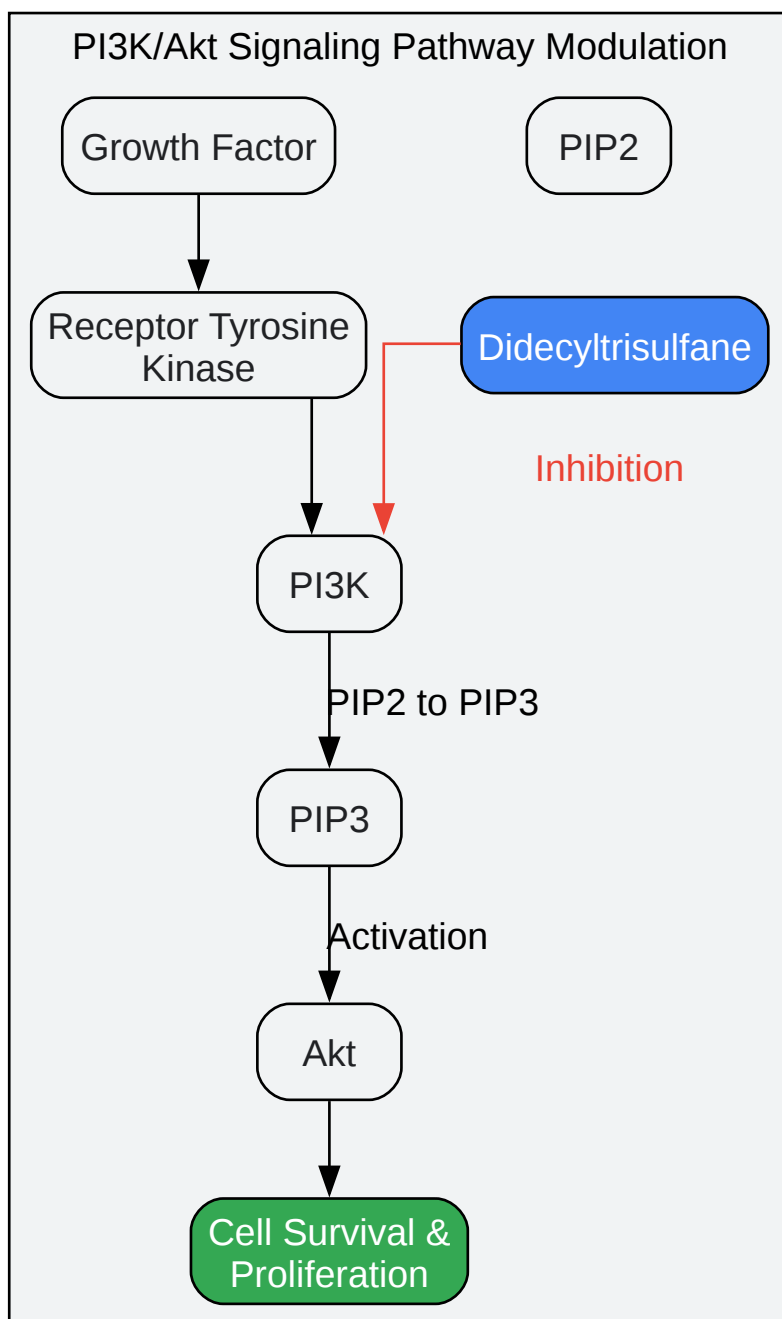 PI3K/Akt Signaling Pathway Modulation
Growth Factor
PIP2
Receptor Tyrosine
Kinase
Didecyltrisulfane
Inhibition
PI3K
PIP2 to PIP3
PIP3
Activation
Akt
Cell Survival &
Proliferation